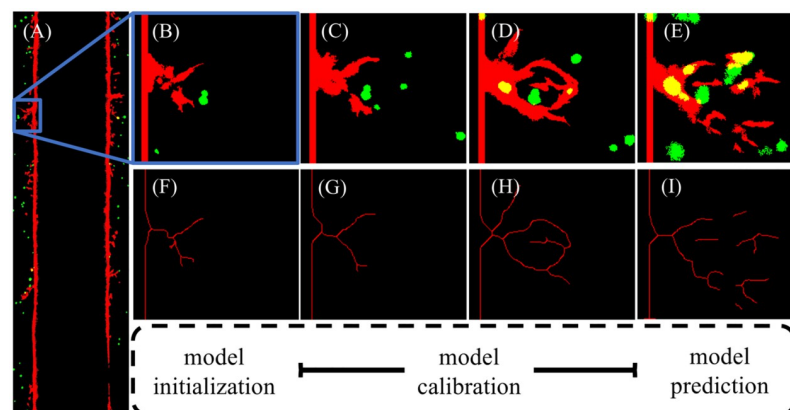 (A)
(B)
(C)
(D)
(E)
(F)
(G)
(H)
(I)
model
initialization
model
calibration
model
prediction